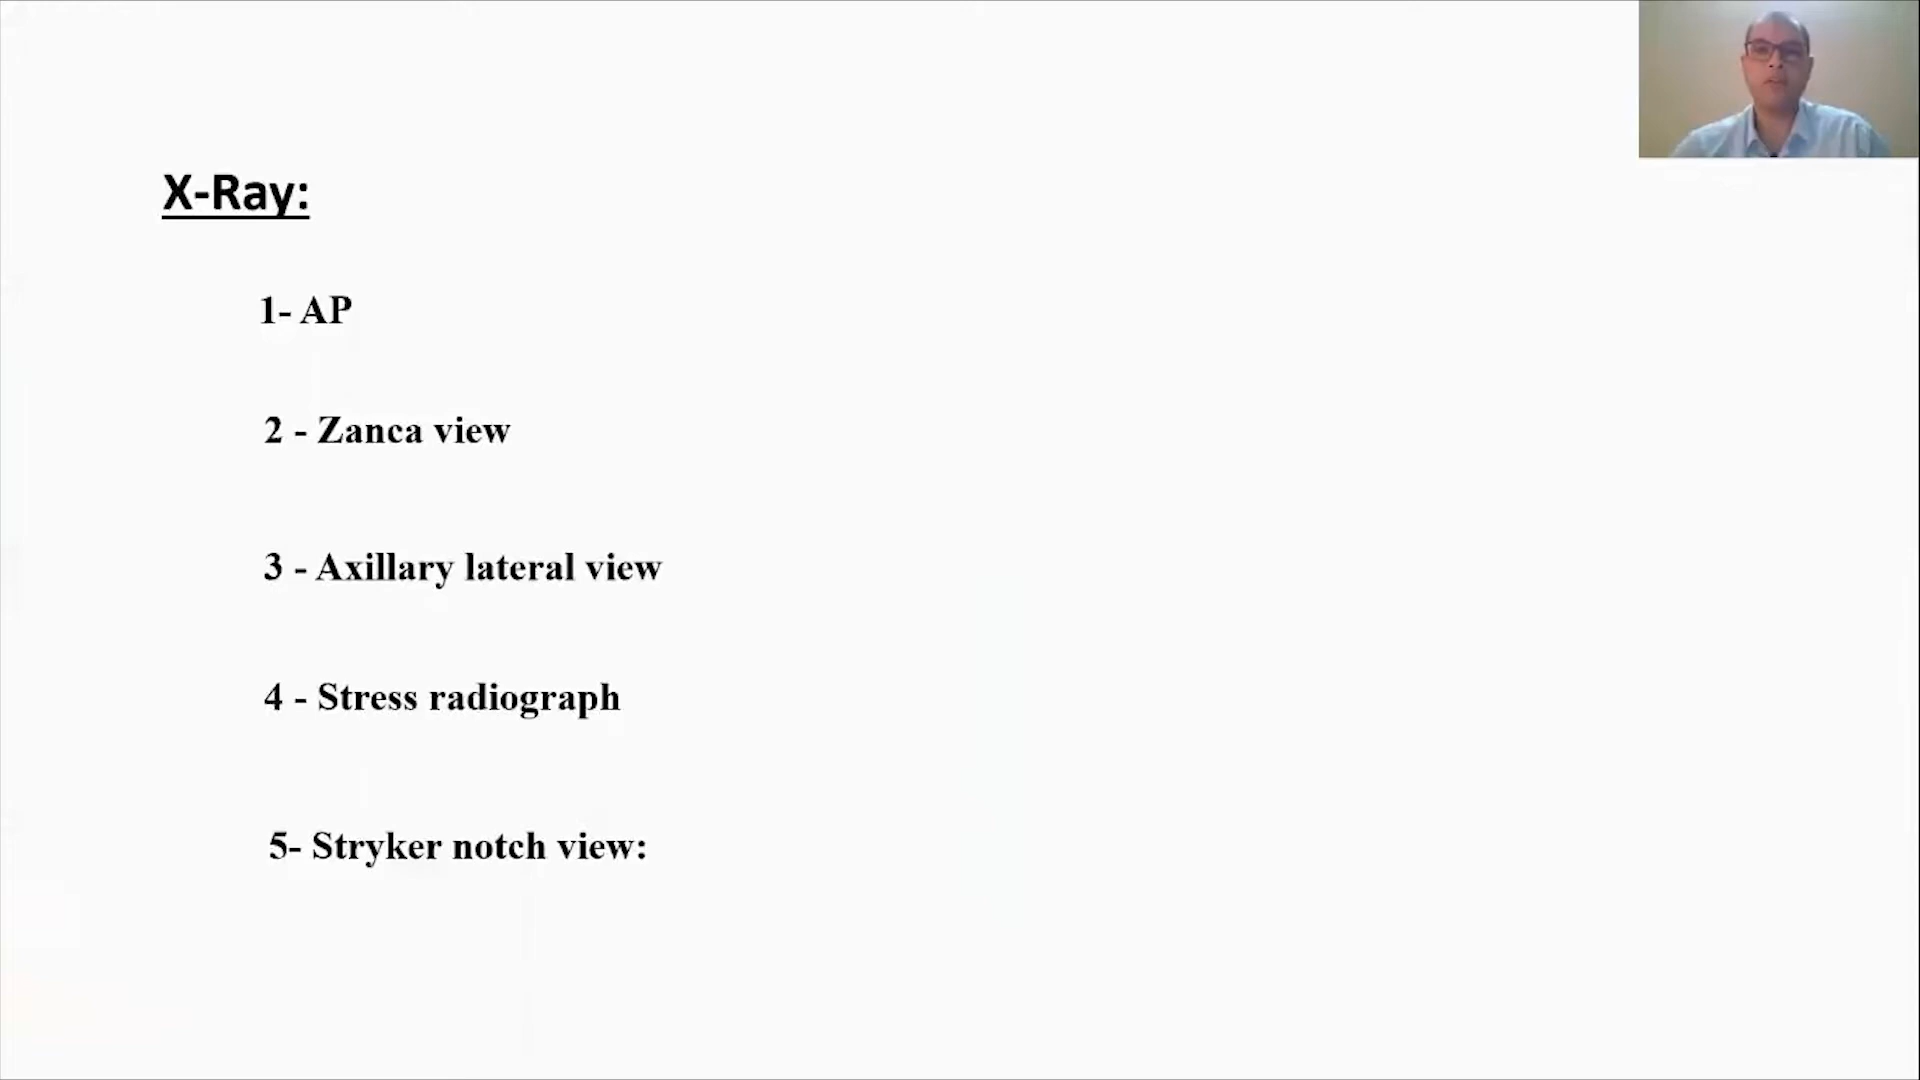 X-Ray:
1- AP
2 - Zanca view
3 - Axillary lateral view
4 - Stress radiograph
5- Stryker notch view: